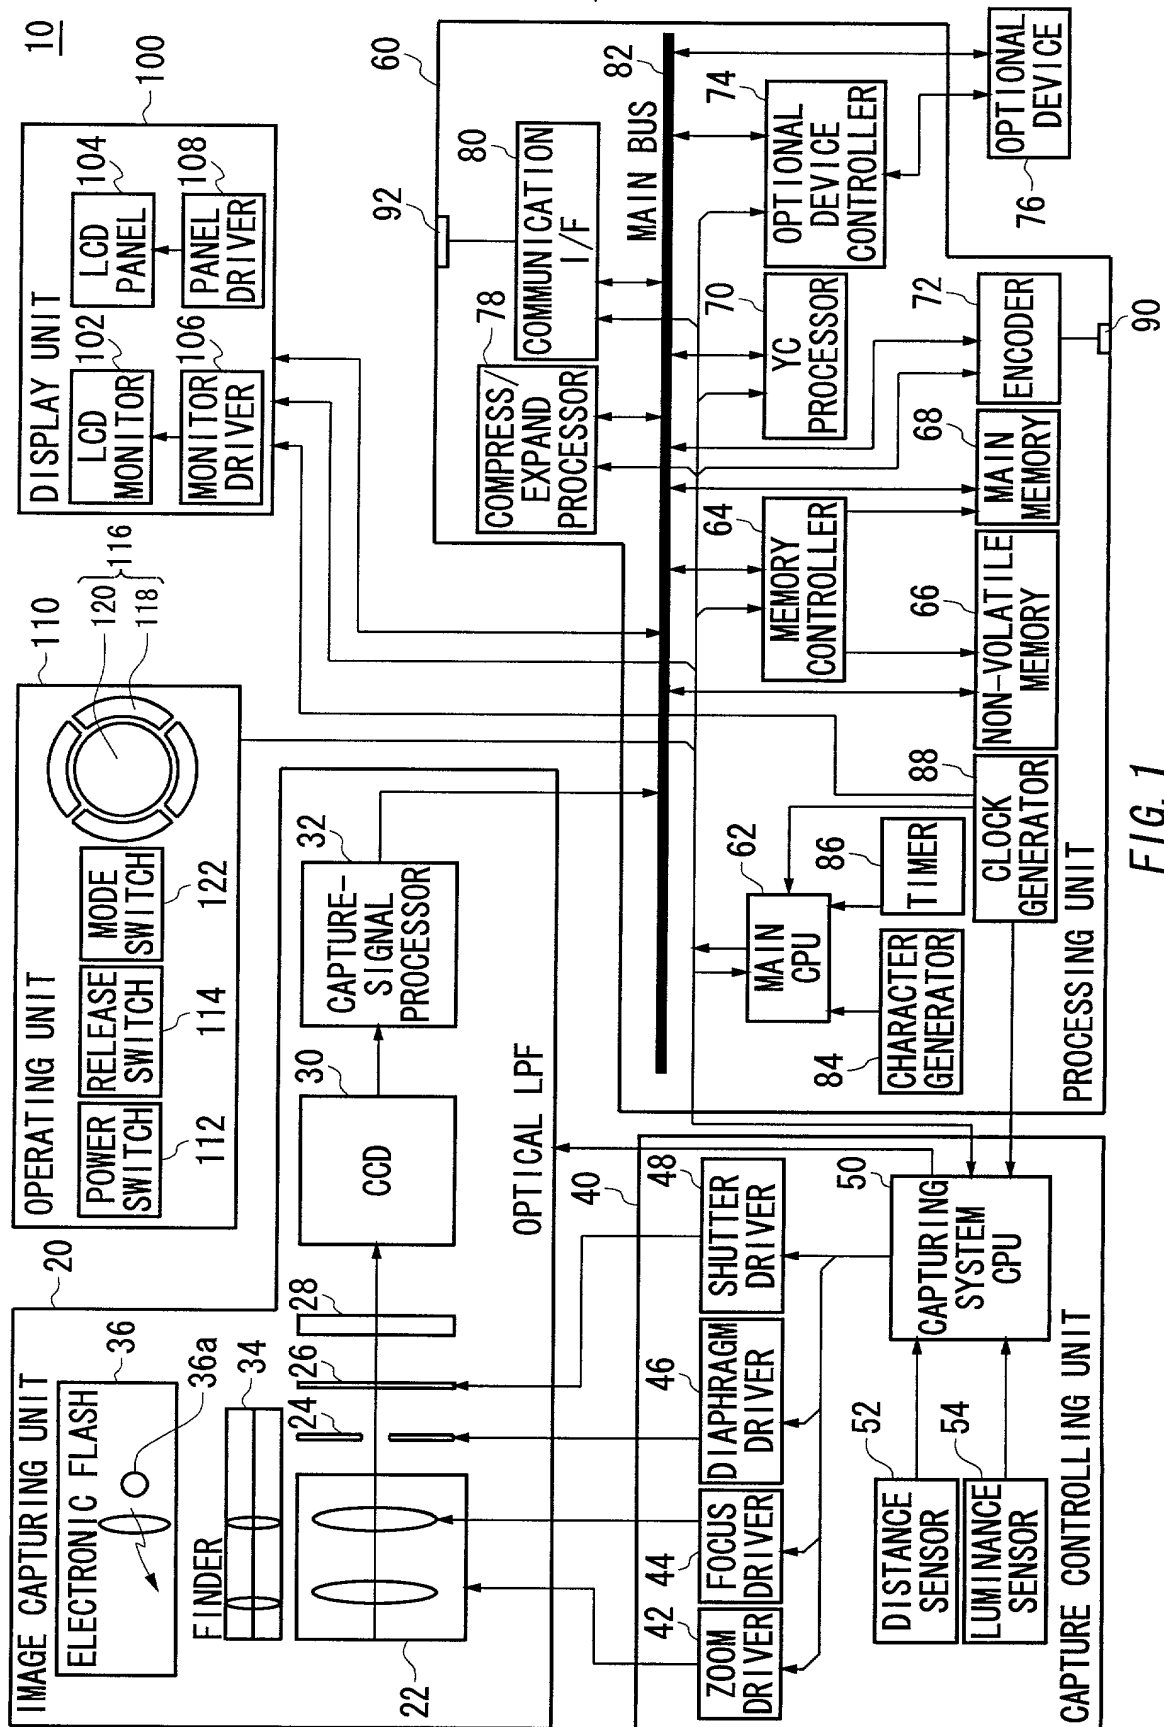 10
IMAGE CAPTURING UNIT
20
ELECTRONIC FLASH
36
36a
FINDER
34
22
24
26
28
30
CCD
32
CAPTURE-
SIGNAL
PROCESSOR
OPTICAL LPF
OPERATING UNIT
110
POWER
SWITCH
112
RELEASE
SWITCH
114
MODE
SWITCH
122
120
118
116
DISPLAY UNIT
100
LCD
MONITOR
102
LCD
PANEL
104
MONITOR
DRIVER
106
PANEL
DRIVER
108
40
ZOOM
DRIVER
42
FOCUS
DRIVER
44
DIAPHRAGM
DRIVER
46
SHUTTER
DRIVER
48
CAPTURING
SYSTEM
CPU
50
DISTANCE
SENSOR
52
LUMINANCE
SENSOR
54
CAPTURE CONTROLLING UNIT
60
COMPRESS/
EXPAND
PROCESSOR
78
COMMUNICATION
I/F
80
92
MAIN BUS
82
MAIN
CPU
62
MEMORY
CONTROLLER
64
YC
PROCESSOR
70
OPTIONAL
DEVICE
CONTROLLER
74
CHARACTER
GENERATOR
84
TIMER
86
CLOCK
GENERATOR
88
NON-VOLATILE
MEMORY
66
MAIN
MEMORY
68
ENCODER
72
90
OPTIONAL
DEVICE
76
PROCESSING UNIT
FIG. 1